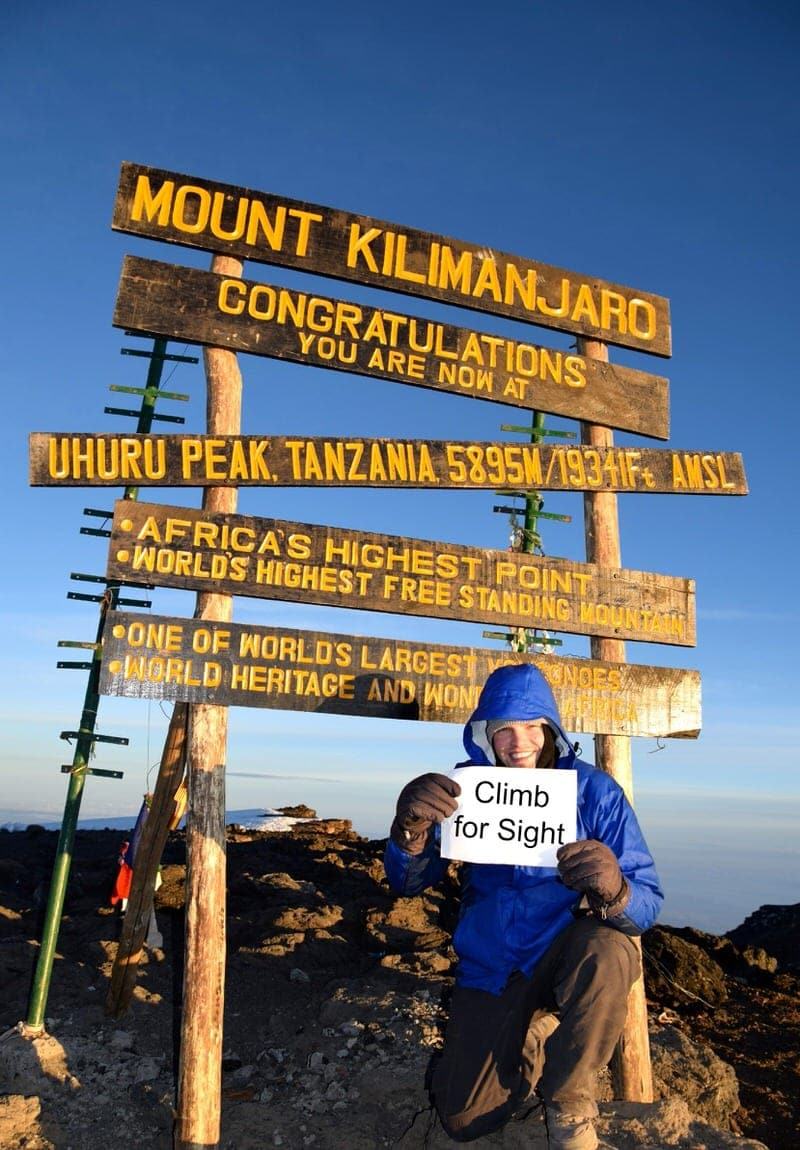 MOUNT KILIMANJARO
CONGRATULATIONS
YOU ARE NOW AT
UHURU PEAK, TANZANIA, 5895M/19341Ft AMSL
•AFRICA'S HIGHEST POINT
•WORLD'S HIGHEST FREE STANDING MOUNTAIN
•ONE OF WORLD'S LARGEST
•WORLD HERITAGE AND AFRICA
Climb
for Sight